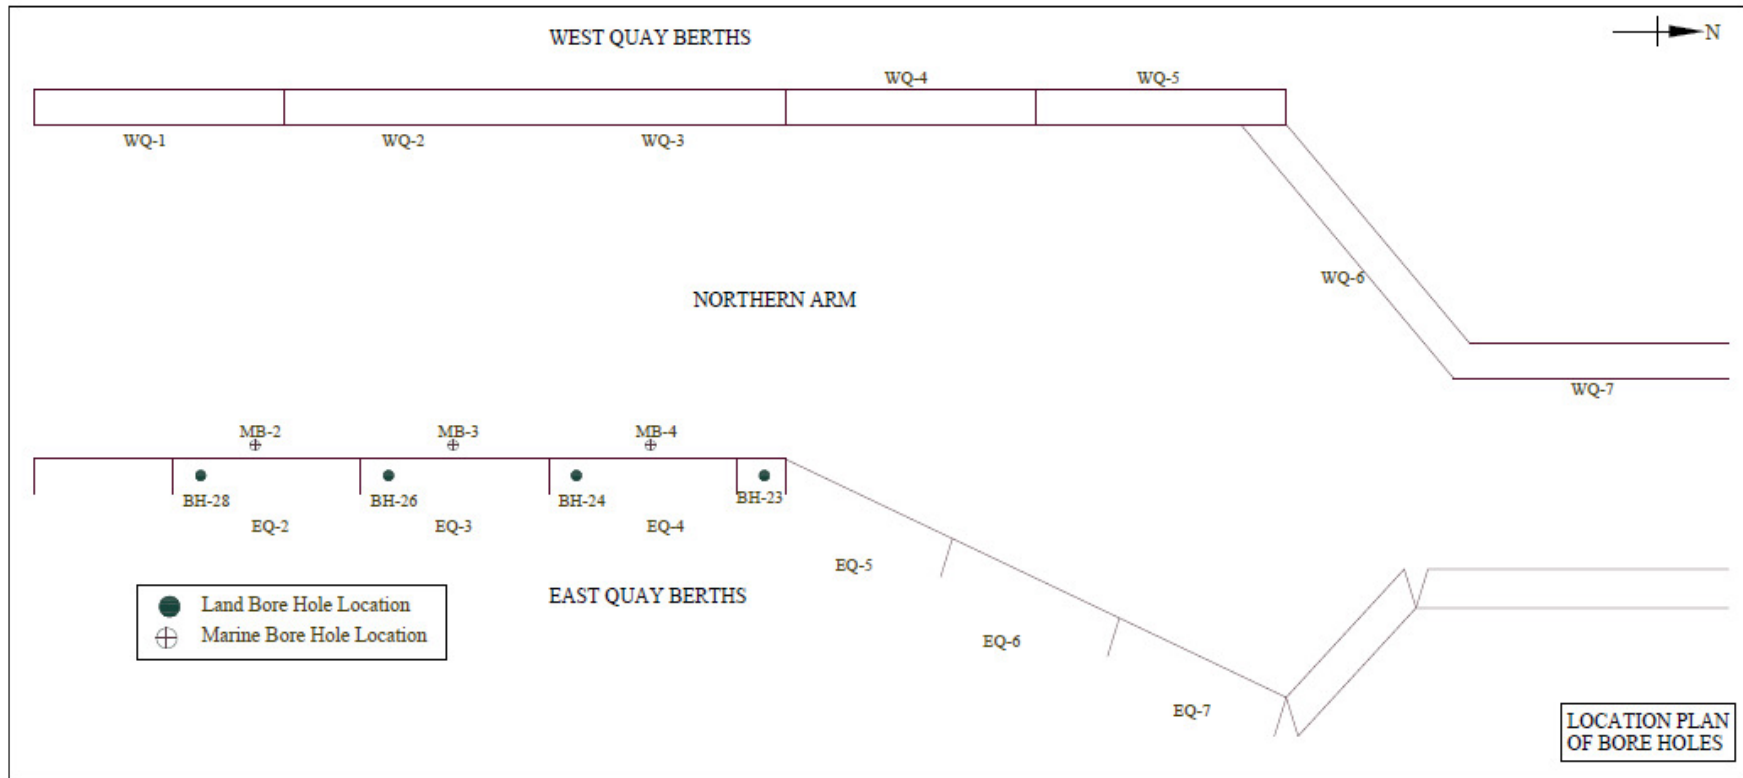 WEST QUAY BERTHS
N
WQ-4
WQ-5
WQ-1
WQ-2
WQ-3
WQ-6
NORTHERN ARM
WQ-7
MB-2
MB-3
MB-4
BH-28
BH-26
BH-24
BH-23
EQ-2
EQ-3
EQ-4
EQ-5
EAST QUAY BERTHS
Land Bore Hole Location
Marine Bore Hole Location
EQ-6
EQ-7
LOCATION PLAN
OF BORE HOLES